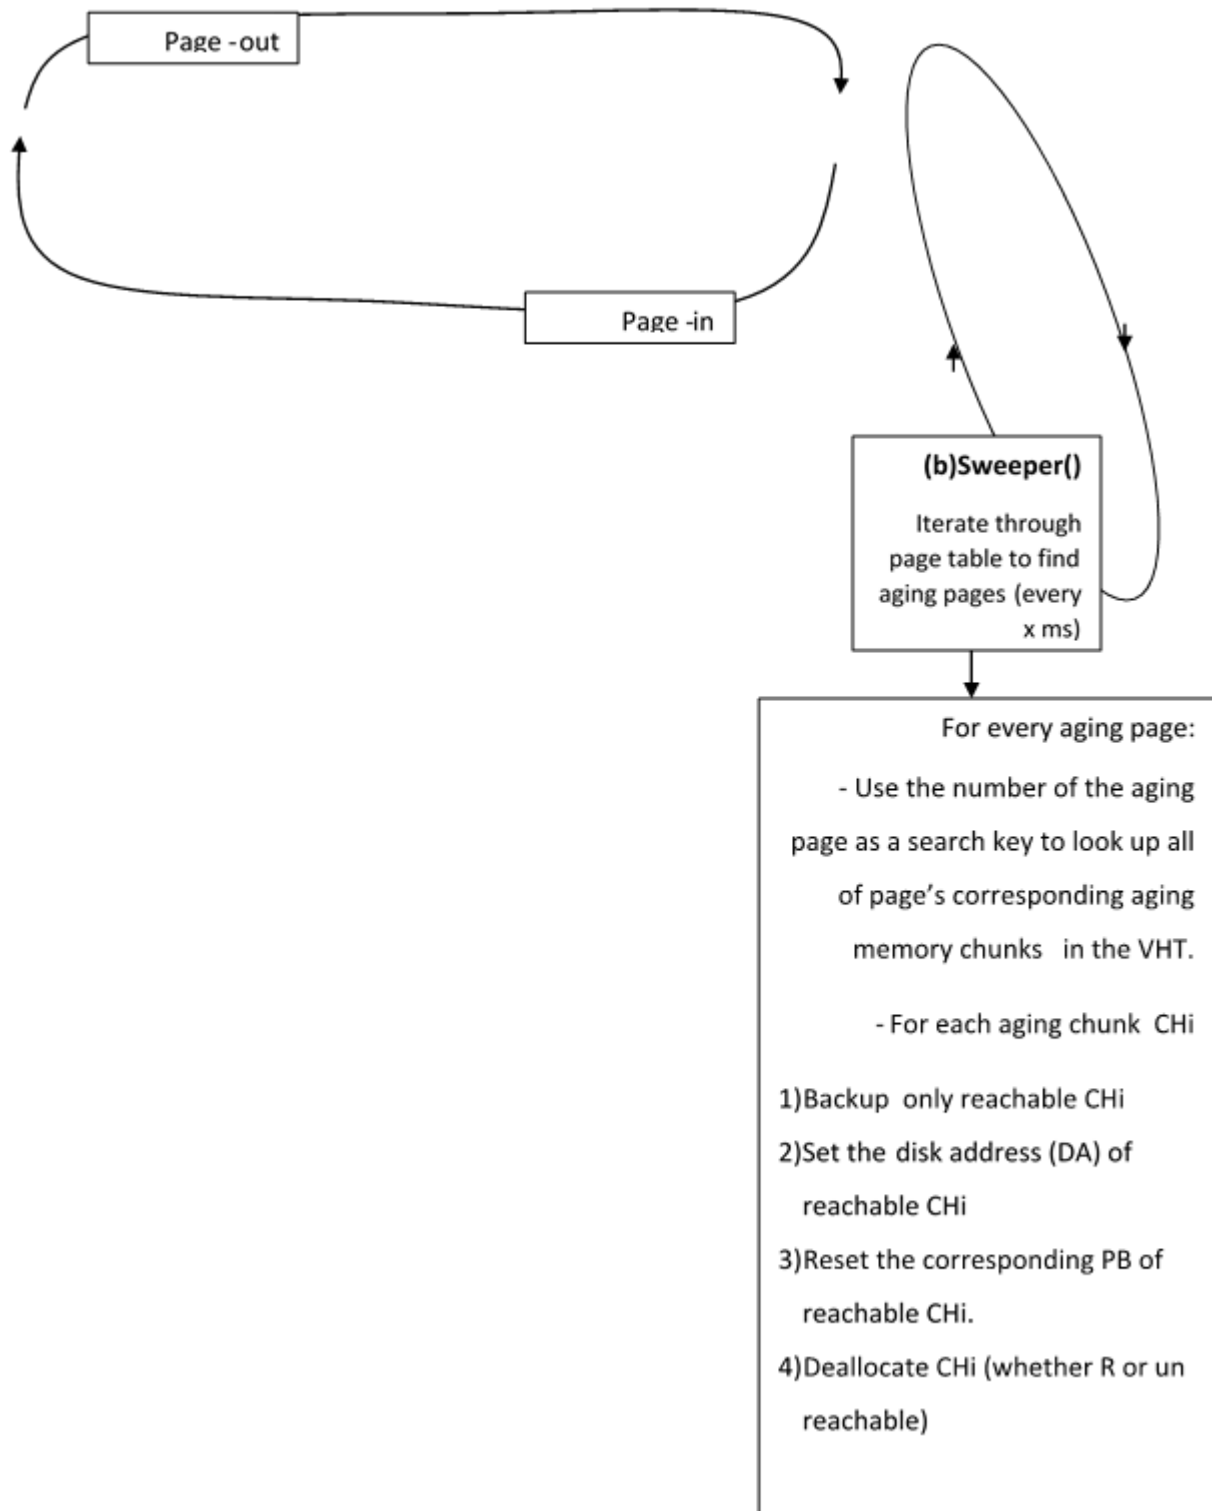 Page -out
Page -in
(b)Sweeper()
Iterate through
page table to find
aging pages (every
x ms)
For every aging page:
- Use the number of the aging
page as a search key to look up all
of page’s corresponding aging
memory chunks in the VHT.
- For each aging chunk CHi
1)Backup only reachable CHi
2)Set the disk address (DA) of
reachable CHi
3)Reset the corresponding PB of
reachable CHi.
4)Deallocate CHi (whether R or un
reachable)